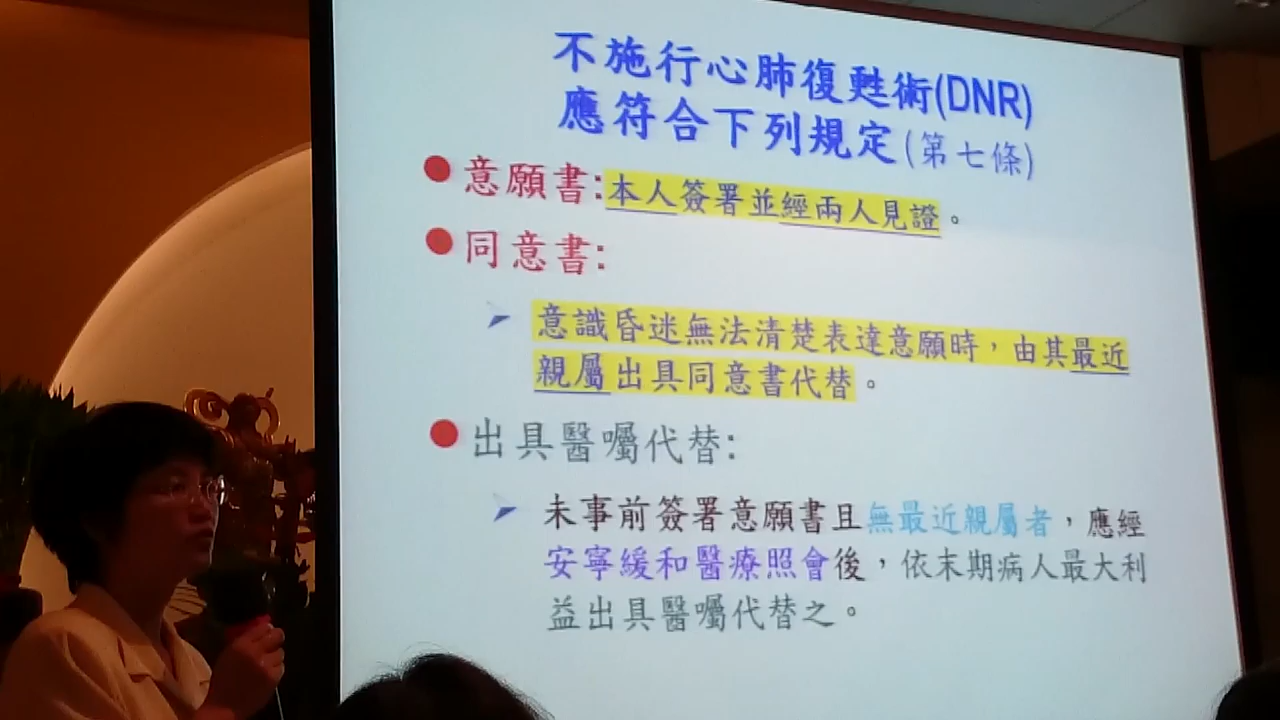 不施行心肺復甦術(DNR)
應符合下列規定(第七條)
● 意願書:本人簽署並經兩人見證。
● 同意書:
➢ 意識昏迷無法清楚表達意願時，由其最近
親屬出具同意書代替。
● 出具醫囑代替:
➢ 未事前簽署意願書且無最近親屬者，應經
安寧緩和醫療照會後，依末期病人最大利
益出具醫囑代替之。